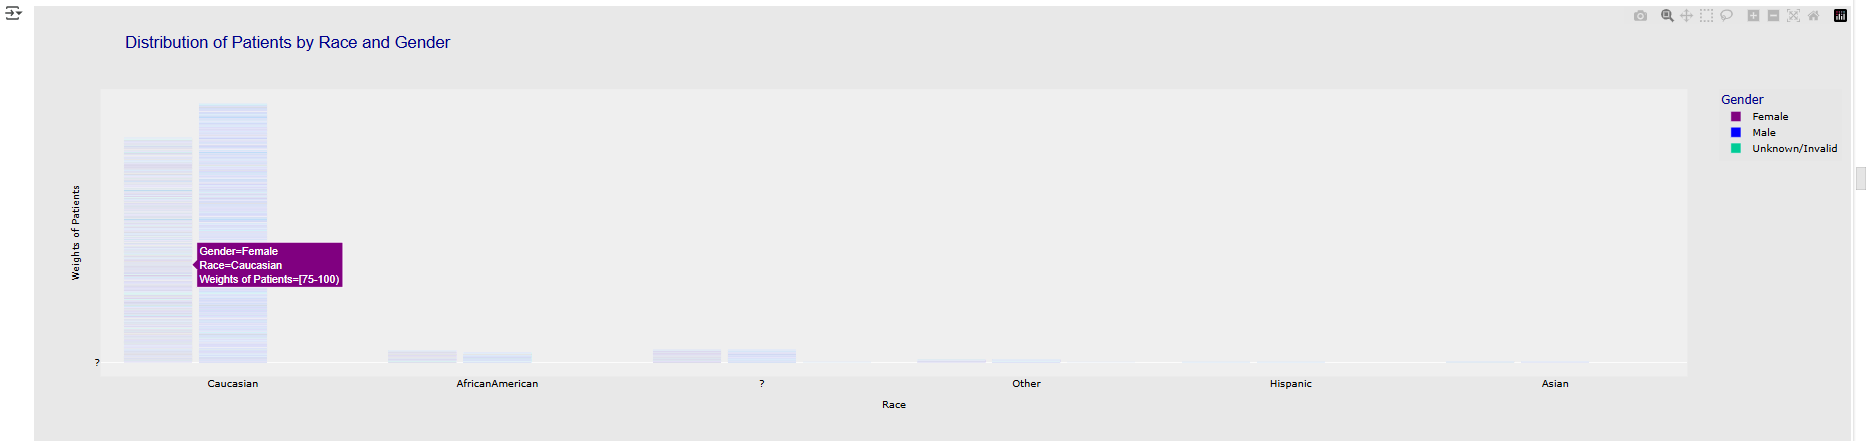 Distribution of Patients by Race and Gender
Gender
Female
Male
Unknown/Invalid
Weights of Patients
Gender=Female
Race=Caucasian
Weights of Patients=[75-100)
?
Caucasian
AfricanAmerican
?
Other
Hispanic
Asian
Race